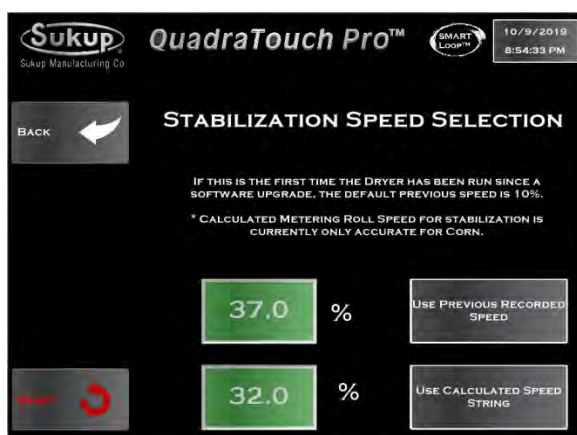 Sukup
Sukup Manufacturing Co.
QuadraTouch Pro™
SMART
LOOP™
10/9/2019
8:54:33 PM
BACK
STABILIZATION SPEED SELECTION
IF THIS IS THE FIRST TIME THE DRYER HAS BEEN RUN SINCE A
SOFTWARE UPGRADE, THE DEFAULT PREVIOUS SPEED IS 10%.
* CALCULATED METERING ROLL SPEED FOR STABILIZATION IS
CURRENTLY ONLY ACCURATE FOR CORN.
37.0 %
USE PREVIOUS RECORDED
SPEED
RESET
32.0 %
USE CALCULATED SPEED
STRING